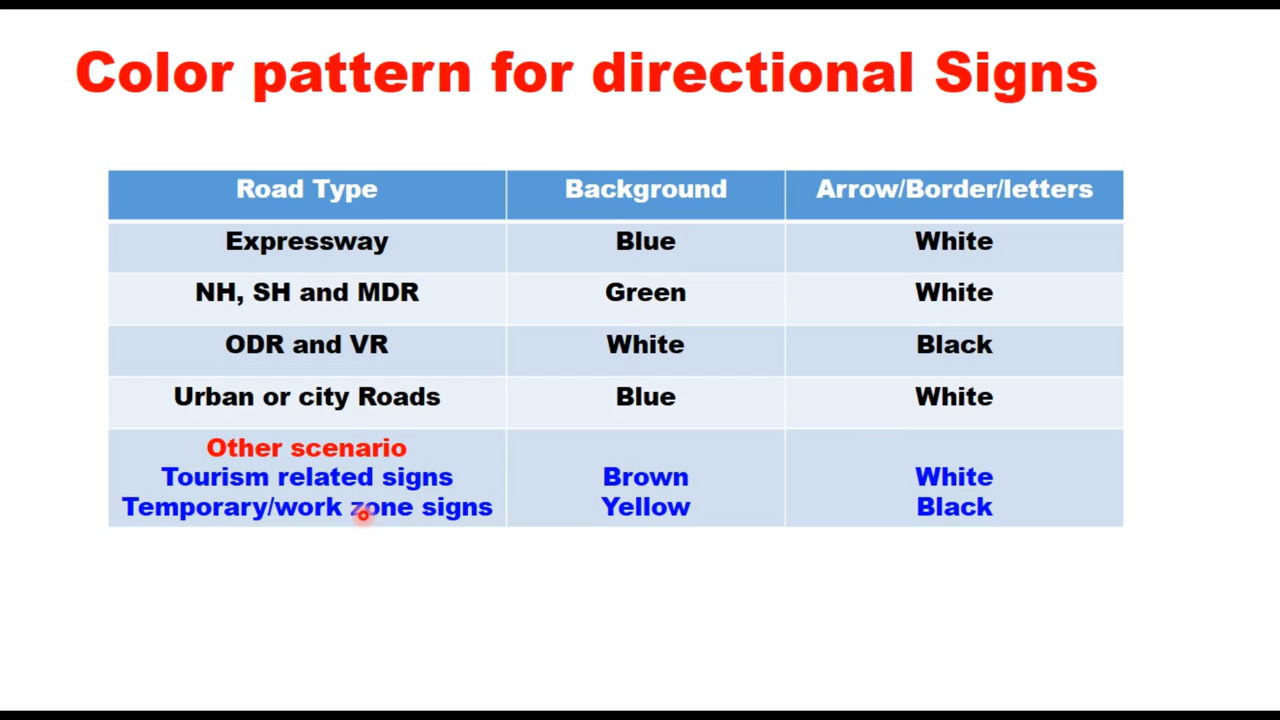 Color pattern for directional Signs
Road Type Background Arrow/Border/letters
Expressway Blue White
NH, SH and MDR Green White
ODR and VR White Black
Urban or city Roads Blue White
Other scenario
Tourism related signs Brown White
Temporary/work zone signs Yellow Black